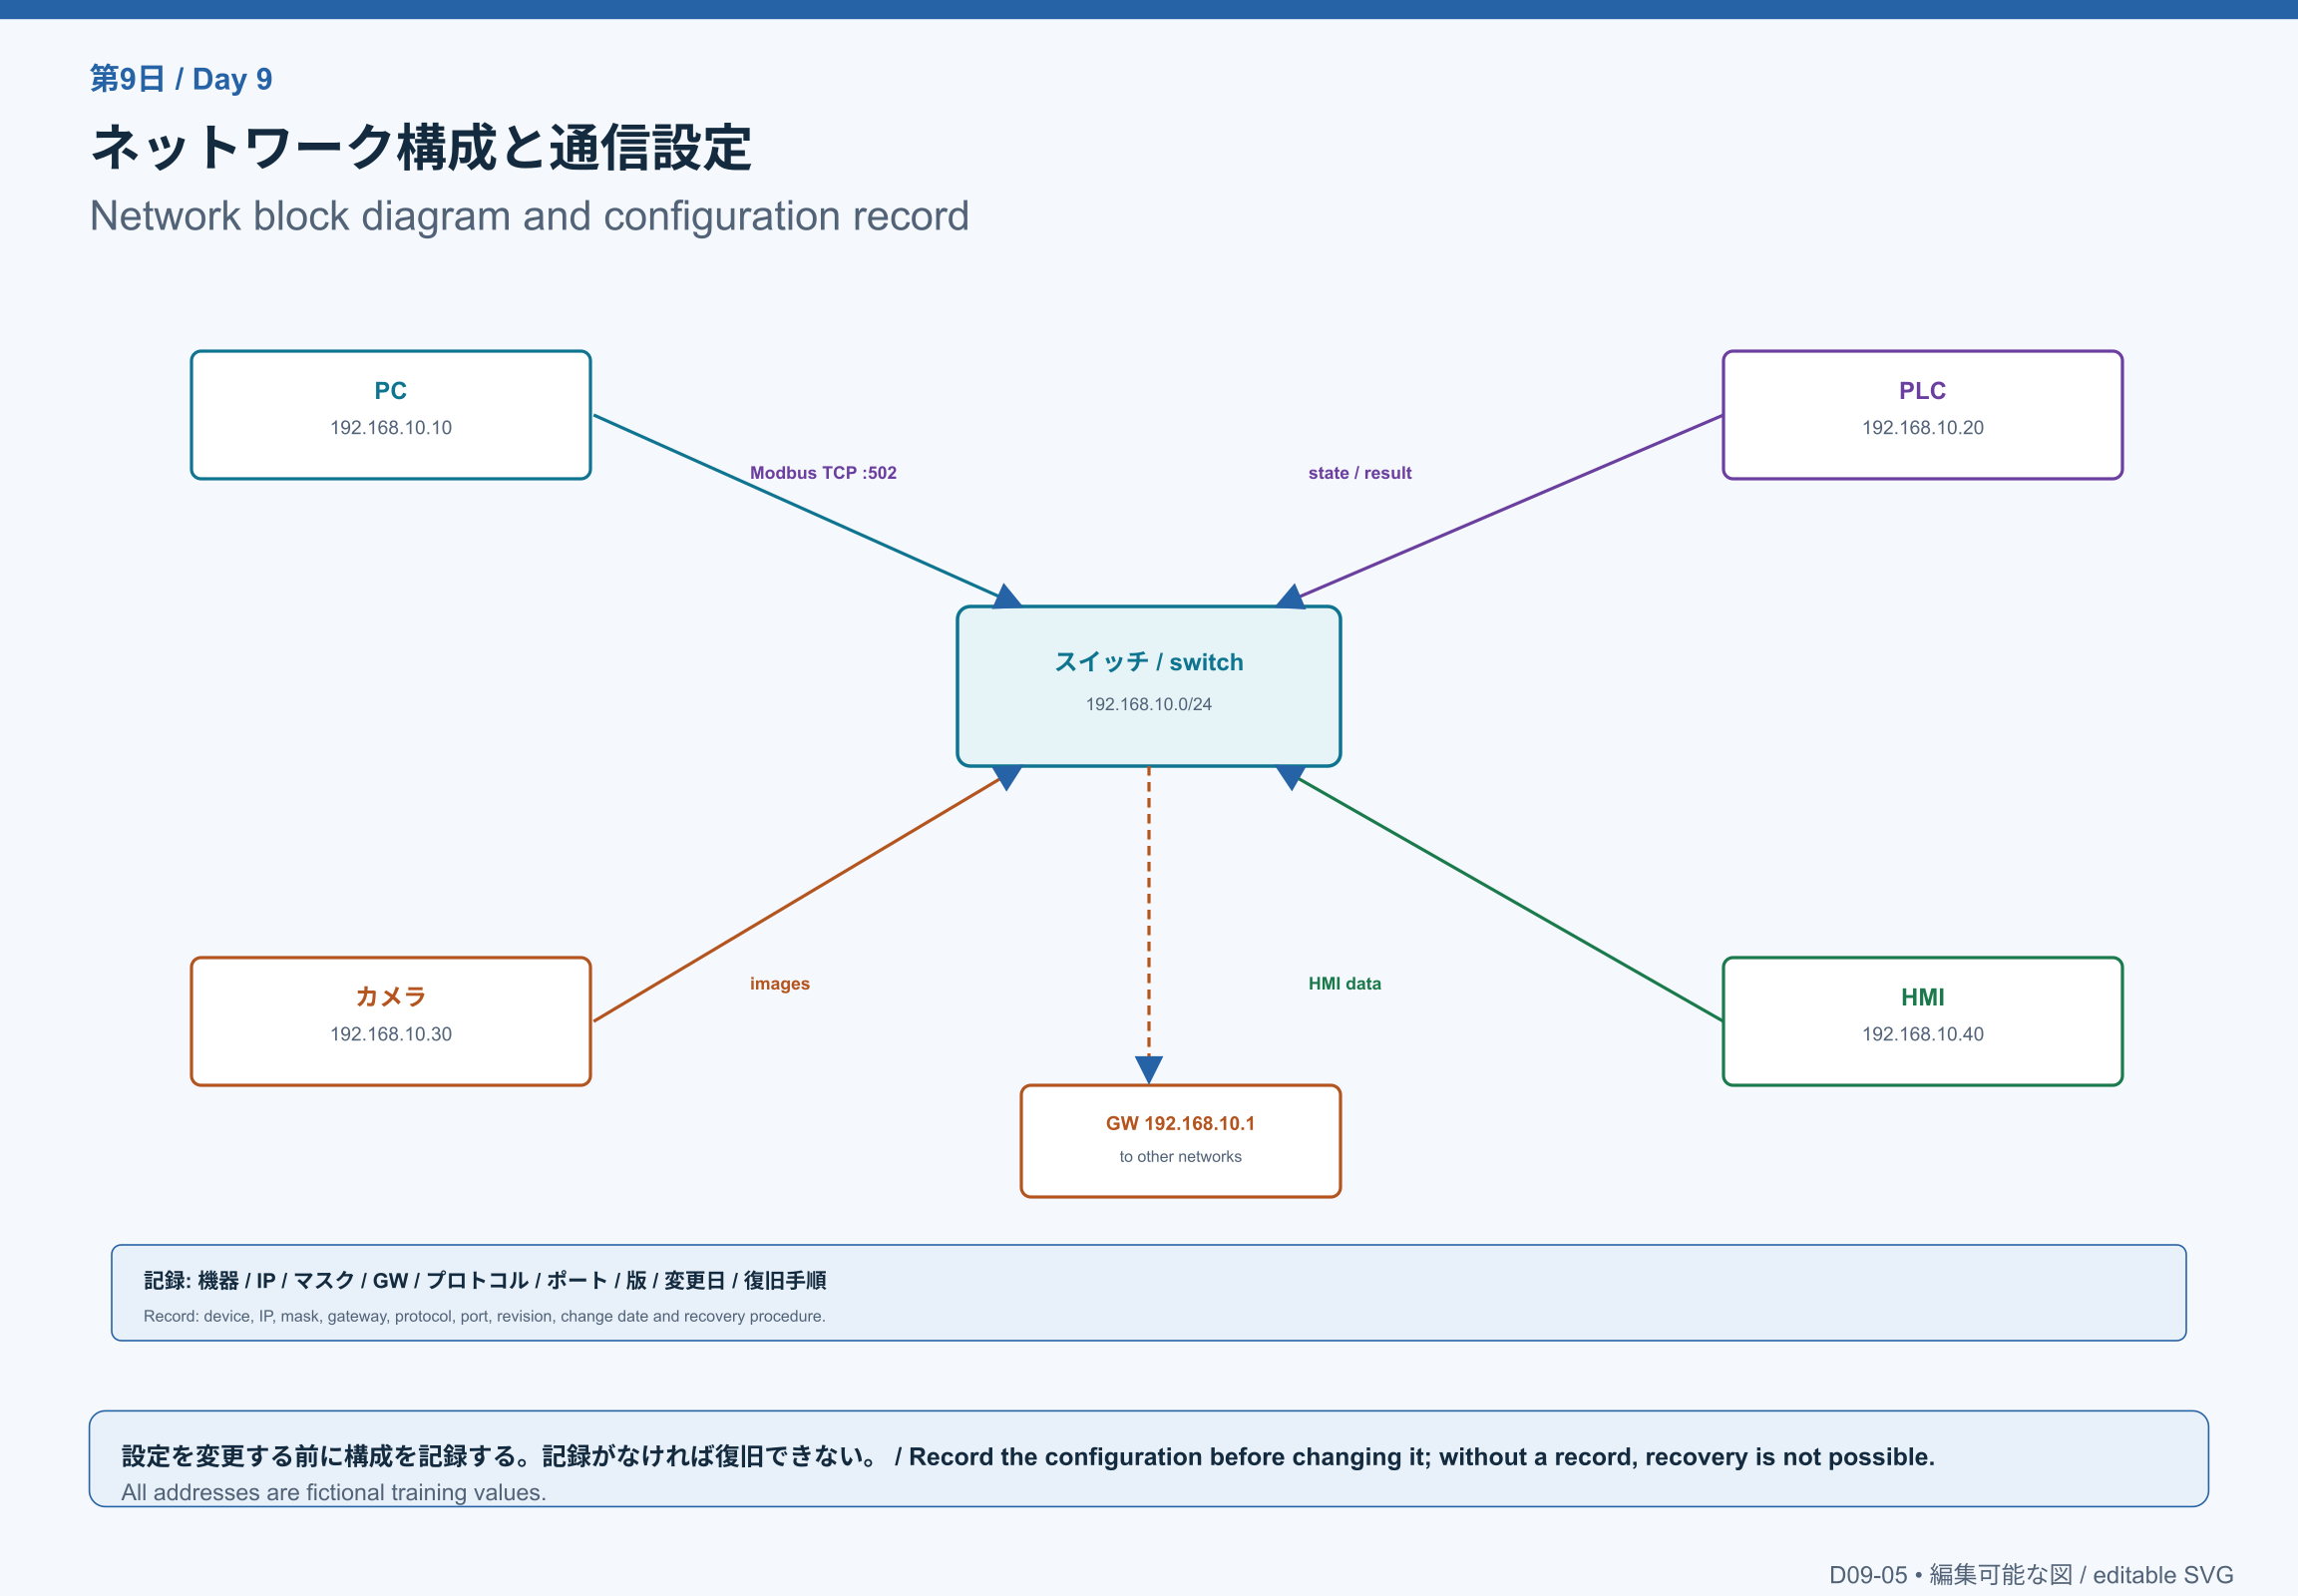 第9日 / Day 9
ネットワーク構成と通信設定
Network block diagram and configuration record
PC
192.168.10.10
PLC
192.168.10.20
Modbus TCP :502
state / result
スイッチ / switch
192.168.10.0/24
images
HMI data
カメラ
192.168.10.30
HMI
192.168.10.40
GW 192.168.10.1
to other networks
記録: 機器 / IP / マスク / GW / プロトコル / ポート / 版 / 変更日 / 復旧手順
Record: device, IP, mask, gateway, protocol, port, revision, change date and recovery procedure.
設定を変更する前に構成を記録する。記録がなければ復旧できない。 / Record the configuration before changing it; without a record, recovery is not possible.
All addresses are fictional training values.
D09-05 • 編集可能な図 / editable SVG